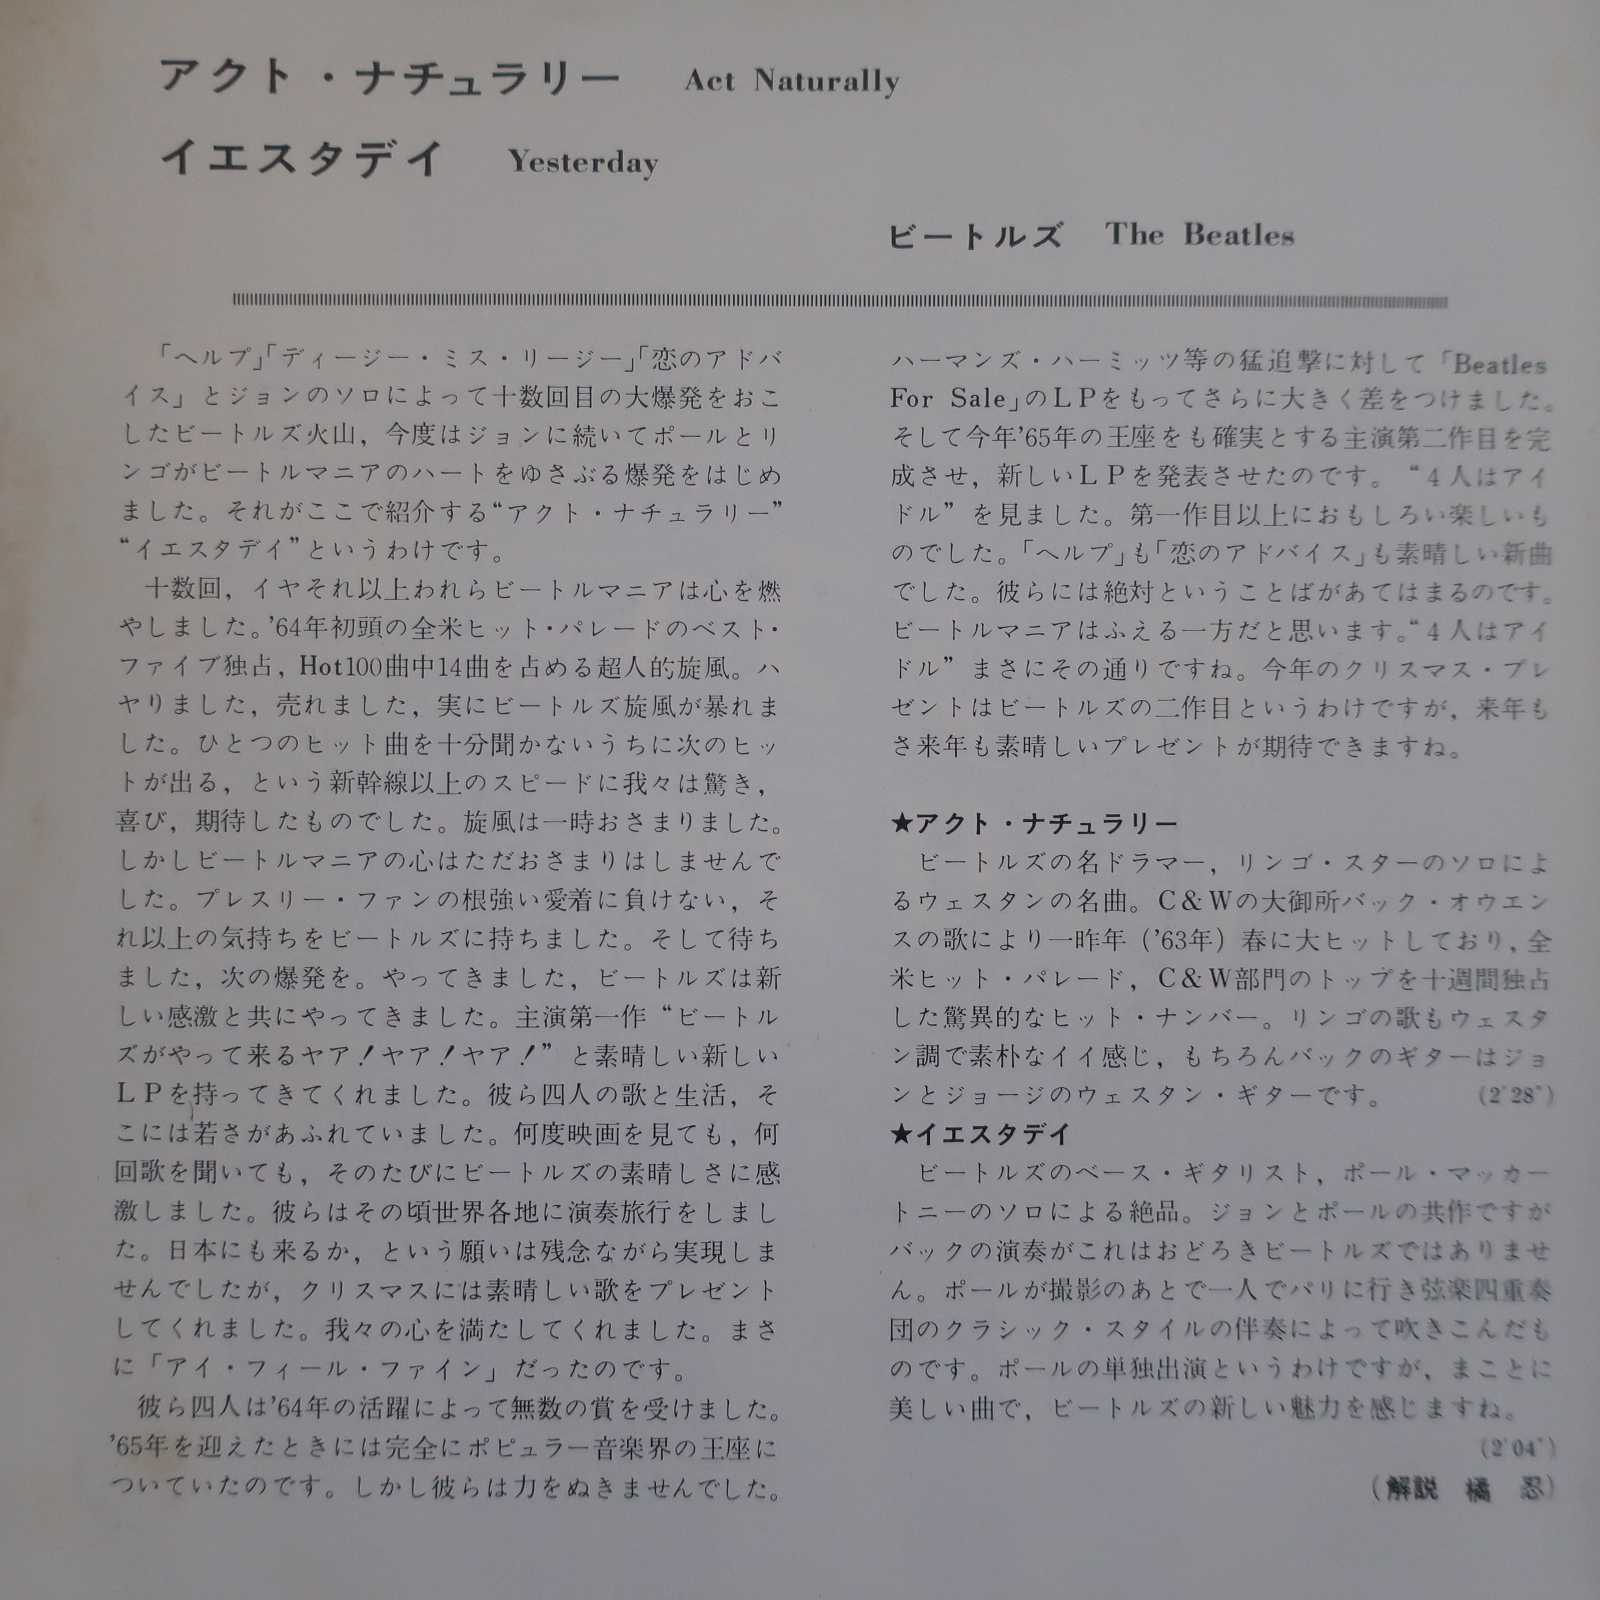 アクト・ナチュラリー Act Naturally
イエスタデイ Yesterday
ビートルズ The Beatles
「ヘルプ」「ディージー・ミス・リージー」「恋のアドバ
イス」とジョンのソロによって十数回目の大爆発をおこ
したビートルズ火山，今度はジョンに続いてポールとリ
ンゴがビートルマニアのハートをゆさぶる爆発をはじめ
ました。それがここで紹介する“アクト・ナチュラリー”
“イエスタデイ”というわけです。
十数回，イヤそれ以上われらビートルマニアは心を燃
やしました。’64年初頭の全米ヒット・パレードのベスト・
ファイブ独占，Hot100曲中14曲を占める超人的旋風。ハ
ヤりました，売れました，実にビートルズ旋風が暴れま
した。ひとつのヒット曲を十分聞かないうちに次のヒッ
トが出る，という新幹線以上のスピードに我々は驚き，
喜び，期待したものでした。旋風は一時おさまりました。
しかしビートルマニアの心はただおさまりはしませんで
した。プレスリー・ファンの根強い愛着に負けない，そ
れ以上の気持ちをビートルズに持ちました。そして待ち
ました，次の爆発を。やってきました，ビートルズは新
しい感激と共にやってきました。主演第一作“ビートル
ズがやって来るヤア！ヤア！ヤア！”と素晴しい新しい
ＬＰを持ってきてくれました。彼ら四人の歌と生活，そ
こには若さがあふれていました。何度映画を見ても，何
回歌を聞いても，そのたびにビートルズの素晴しさに感
激しました。彼らはその頃世界各地に演奏旅行をしまし
た。日本にも来るか，という願いは残念ながら実現しま
せんでしたが，クリスマスには素晴しい歌をプレゼント
してくれました。我々の心を満たしてくれました。まさ
に「アイ・フィール・ファイン」だったのです。
彼ら四人は’64年の活躍によって無数の賞を受けました。
’65年を迎えたときには完全にポピュラー音楽界の王座に
ついていたのです。しかし彼らは力をぬきませんでした。
ハーマンズ・ハーミッツ等の猛追撃に対して「Beatles
For Sale」のＬＰをもってさらに大きく差をつけました。
そして今年’65年の王座をも確実とする主演第二作目を完
成させ，新しいＬＰを発表させたのです。“４人はアイ
ドル”を見ました。第一作目以上におもしろい楽しいも
のでした。「ヘルプ」も「恋のアドバイス」も素晴しい新曲
でした。彼らには絶対ということばがあてはまるのです。
ビートルマニアはふえる一方だと思います。“４人はアイ
ドル”まさにその通りですね。今年のクリスマス・プレ
ゼントはビートルズの二作目というわけですが，来年も
さ来年も素晴しいプレゼントが期待できますね。
★アクト・ナチュラリー
ビートルズの名ドラマー，リンゴ・スターのソロによ
るウェスタンの名曲。Ｃ＆Ｗの大御所バック・オウエン
スの歌により一昨年（’63年）春に大ヒットしており，全
米ヒット・パレード，Ｃ＆Ｗ部門のトップを十週間独占
した驚異的なヒット・ナンバー。リンゴの歌もウェスタ
ン調で素朴なイイ感じ，もちろんバックのギターはジョ
ンとジョージのウェスタン・ギターです。 （2′28″）
★イエスタデイ
ビートルズのベース・ギタリスト，ポール・マッカー
トニーのソロによる絶品。ジョンとポールの共作ですが
バックの演奏がこれはおどろきビートルズではありませ
ん。ポールが撮影のあとで一人でパリに行き弦楽四重奏
団のクラシック・スタイルの伴奏によって吹きこんだも
のです。ポールの単独出演というわけですが，まことに
美しい曲で，ビートルズの新しい魅力を感じますね。
（2′04″）
（解説 橘 忍）